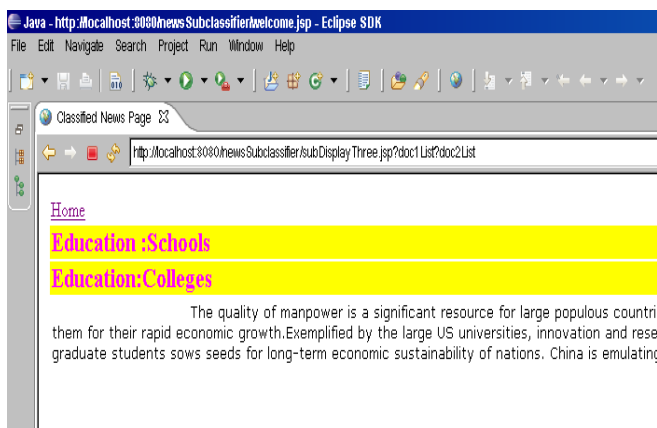 Java - http://localhost:8080/newsSubclassifier/welcome.jsp - Eclipse SDK
File Edit Navigate Search Project Run Window Help
Classified News Page
http://localhost:8080/newsSubclassifier/subDisplayThree.jsp?doc1List?doc2List
Home
Education :Schools
Education:Colleges
The quality of manpower is a significant resource for large populous countri
them for their rapid economic growth.Exemplified by the large US universities, innovation and rese
graduate students sows seeds for long-term economic sustainability of nations. China is emulating